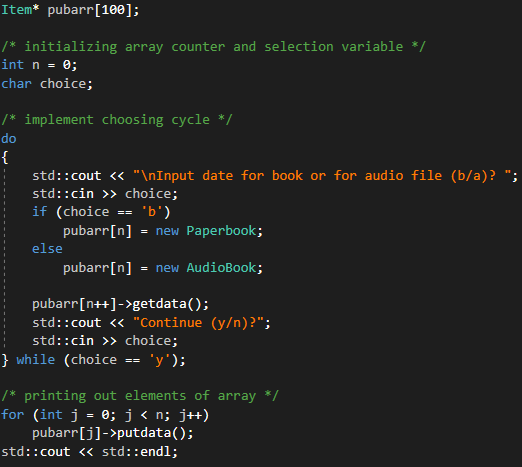 Item* pubarr[100];
/* initializing array counter and selection variable */
int n = 0;
char choice;
/* implement choosing cycle */
do
{
std::cout << "\nInput date for book or for audio file (b/a)? ";
std::cin >> choice;
if (choice == 'b')
pubarr[n] = new Paperbook;
else
pubarr[n] = new AudioBook;
pubarr[n++]->getdata();
std::cout << "Continue (y/n)?";
std::cin >> choice;
} while (choice == 'y');
/* printing out elements of array */
for (int j = 0; j < n; j++)
pubarr[j]->putdata();
std::cout << std::endl;